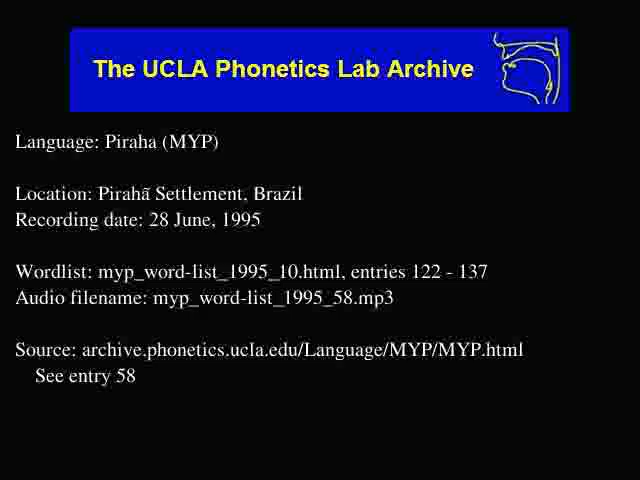 The UCLA Phonetics Lab Archive
Language: Piraha (MYP)
Location: Pirahã Settlement, Brazil
Recording date: 28 June, 1995
Wordlist: myp_word-list_1995_10.html, entries 122 - 137
Audio filename: myp_word-list_1995_58.mp3
Source: archive.phonetics.ucla.edu/Language/MYP/MYP.html
See entry 58